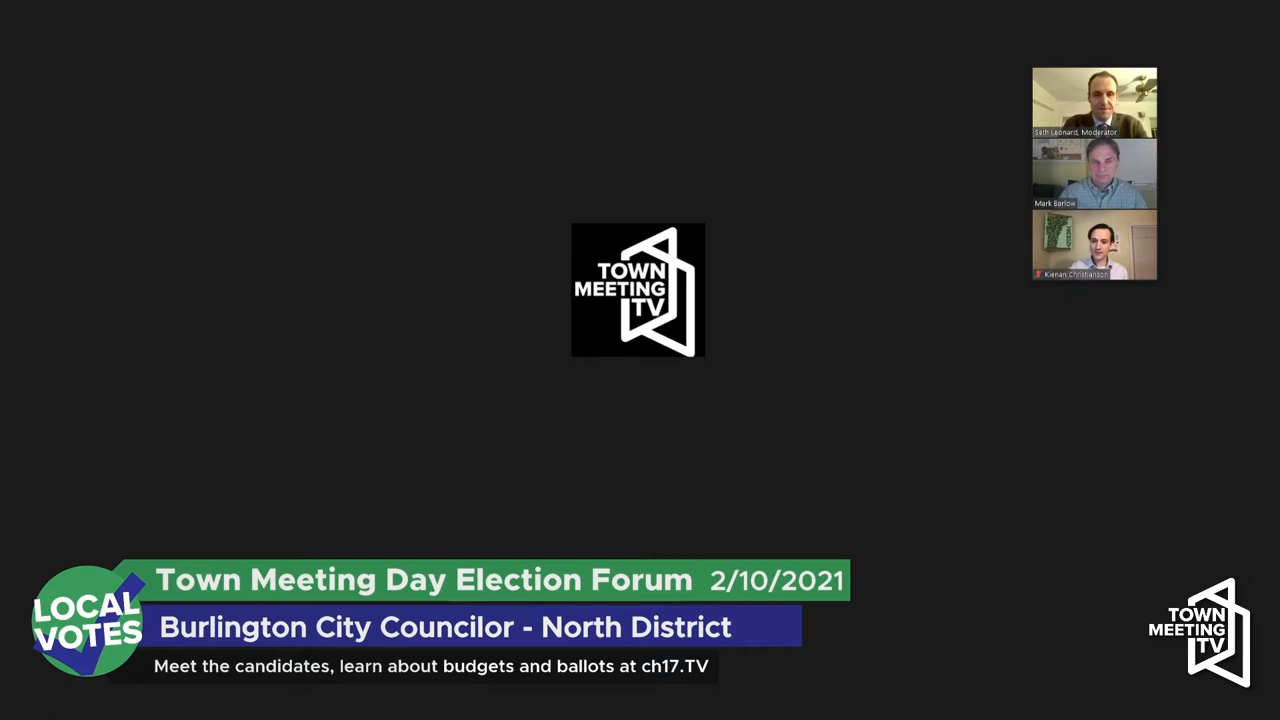 Seth Leonard, Moderator
Mark Barlow
Kienan Christianson
TOWN
MEETING
TV
Town Meeting Day Election Forum 2/10/2021
LOCAL
VOTES
Burlington City Councilor - North District
Meet the candidates, learn about budgets and ballots at ch17.TV
TOWN
MEETING
TV